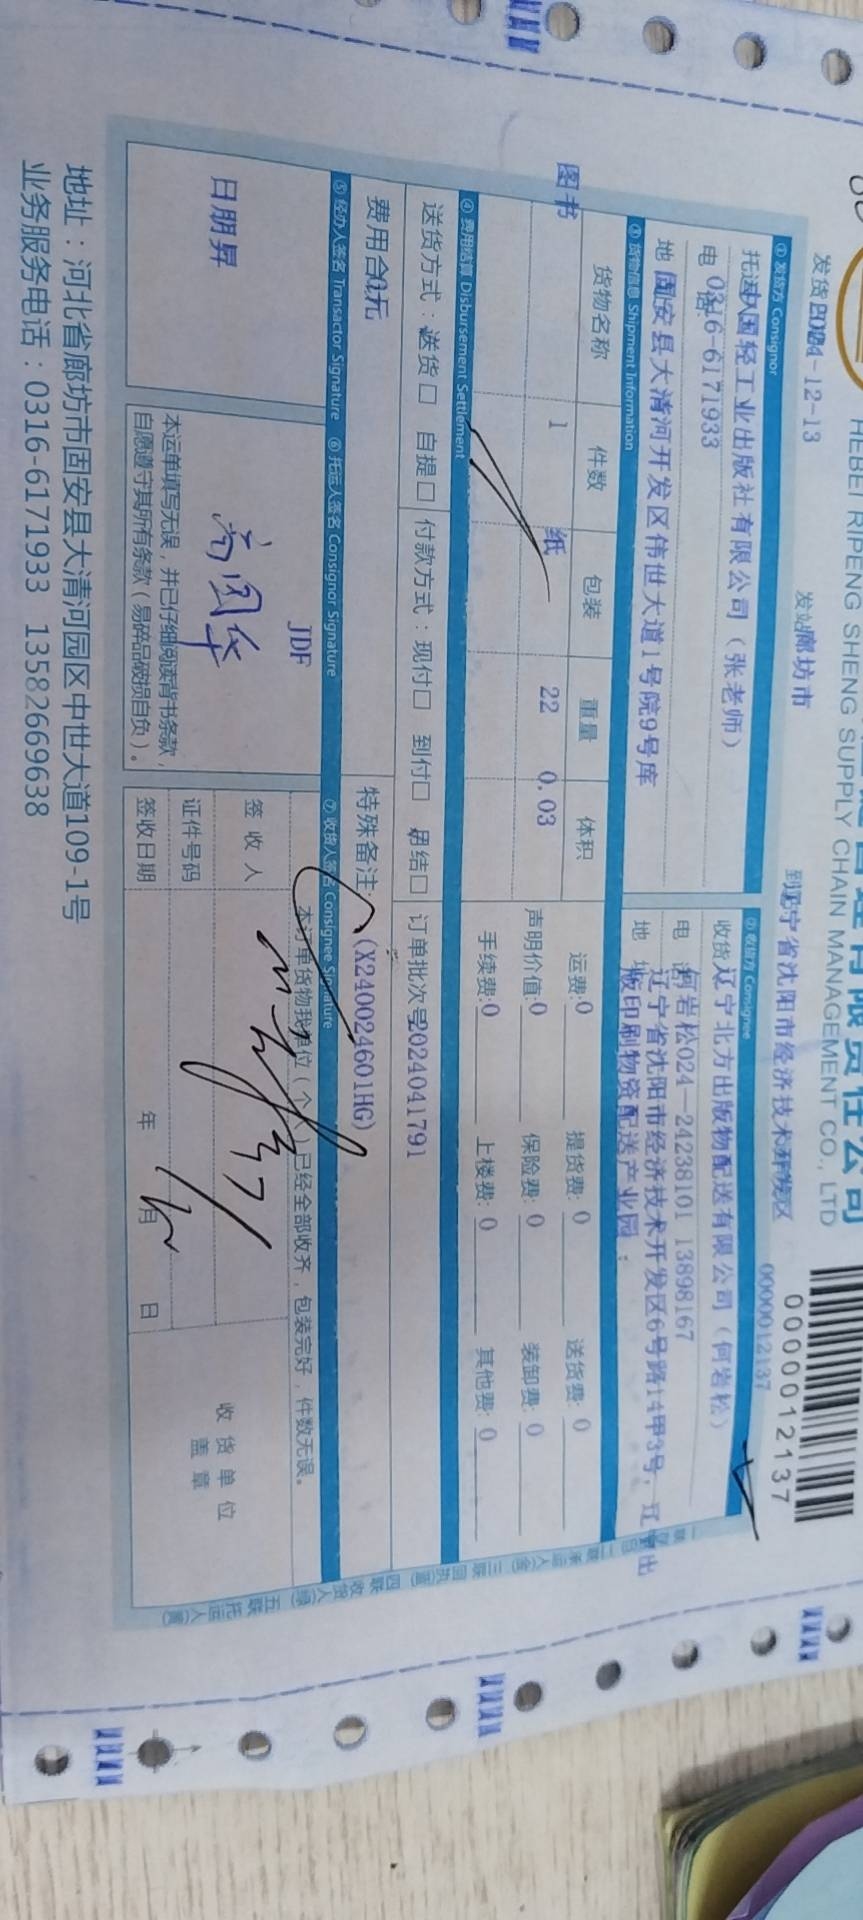 HEBEI RIPENG SHENG SUPPLY CHAIN MANAGEMENT CO., LTD
0000012137
0000012137
发货 2024-12-13 发站 廊坊市 到 辽宁省沈阳市经济技术开发区
① 发货方 Consignor
② 收货方 Consignee
托运 中国轻工业出版社有限公司（张老师）
收货 辽宁北方出版物配送有限公司（何岩松）
电 0316-6171933
电 何岩松024—24238101 13898167
地 固安县大清河开发区伟世大道1号院9号库
地 辽宁省沈阳市经济技术开发区6号路14甲3号，辽宁出
版印刷物资配送产业园
③ 货物信息 Shipment Information
货物名称 件数 包装 重量 体积
图书 1 纸 22 0.03
运费:0 提货费:0 送货费:0
声明价值:0 保险费:0 装卸费:0
手续费:0 上楼费:0 其他费:0
④ 费用结算 Disbursement Settlement
送货方式：送货□ 自提□ 付款方式：现付□ 到付□ 月结□ 订单批次号2024041791
费用合 0元
特殊备注: (X240024601HG)
⑤ 经办人签名 Transactor Signature ⑥ 托运人签名 Consignor Signature ⑦ 收货人签名 Consignee Signature
日朋昇
JDF
本运单填写无误，并已仔细阅读背书条款，
自愿遵守其所有条款（易碎品破损自负）。
本订单货物我单位（个人）已经全部收齐，包装完好，件数无误。
签收人
证件号码
签收日期 年 月 日
收货单位
盖章
地址：河北省廊坊市固安县大清河园区中世大道109-1号
业务服务电话：0316-6171933 13582669638